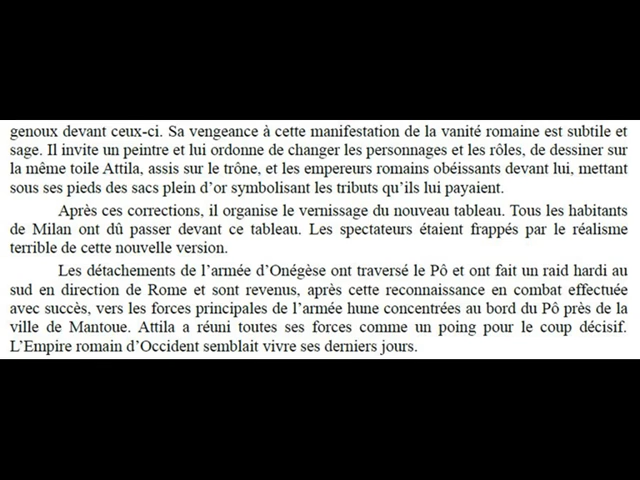 genoux devant ceux-ci. Sa vengeance à cette manifestation de la vanité romaine est subtile et
sage. Il invite un peintre et lui ordonne de changer les personnages et les rôles, de dessiner sur
la même toile Attila, assis sur le trône, et les empereurs romains obéissants devant lui, mettant
sous ses pieds des sacs plein d’or symbolisant les tributs qu’ils lui payaient.
Après ces corrections, il organise le vernissage du nouveau tableau. Tous les habitants
de Milan ont dû passer devant ce tableau. Les spectateurs étaient frappés par le réalisme
terrible de cette nouvelle version.
Les détachements de l’armée d’Onégèse ont traversé le Pô et ont fait un raid hardi au
sud en direction de Rome et sont revenus, après cette reconnaissance en combat effectuée
avec succès, vers les forces principales de l’armée hune concentrées au bord du Pô près de la
ville de Mantoue. Attila a réuni toutes ses forces comme un poing pour le coup décisif.
L’Empire romain d’Occident semblait vivre ses derniers jours.